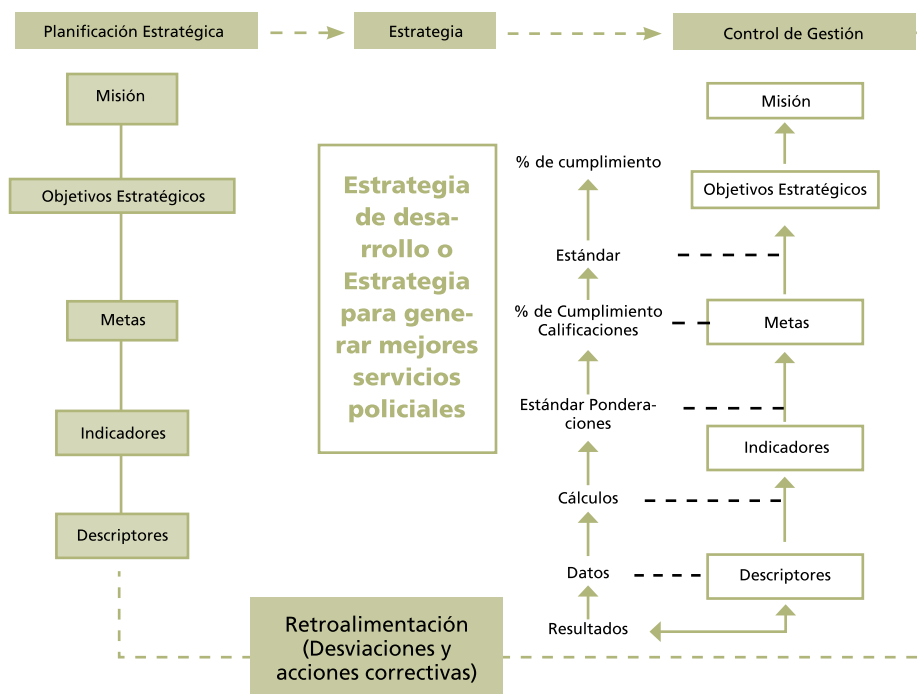 Planificación Estratégica
Estrategia
Control de Gestión
Misión
Objetivos Estratégicos
Metas
Indicadores
Descriptores
Estrategia
de desa-
rrollo o
Estrategia
para gene-
rar mejores
servicios
policiales
% de cumplimiento
Estándar
% de Cumplimiento
Calificaciones
Estándar Pondera-
ciones
Cálculos
Datos
Resultados
Misión
Objetivos Estratégicos
Metas
Indicadores
Descriptores
Retroalimentación
(Desviaciones y
acciones correctivas)